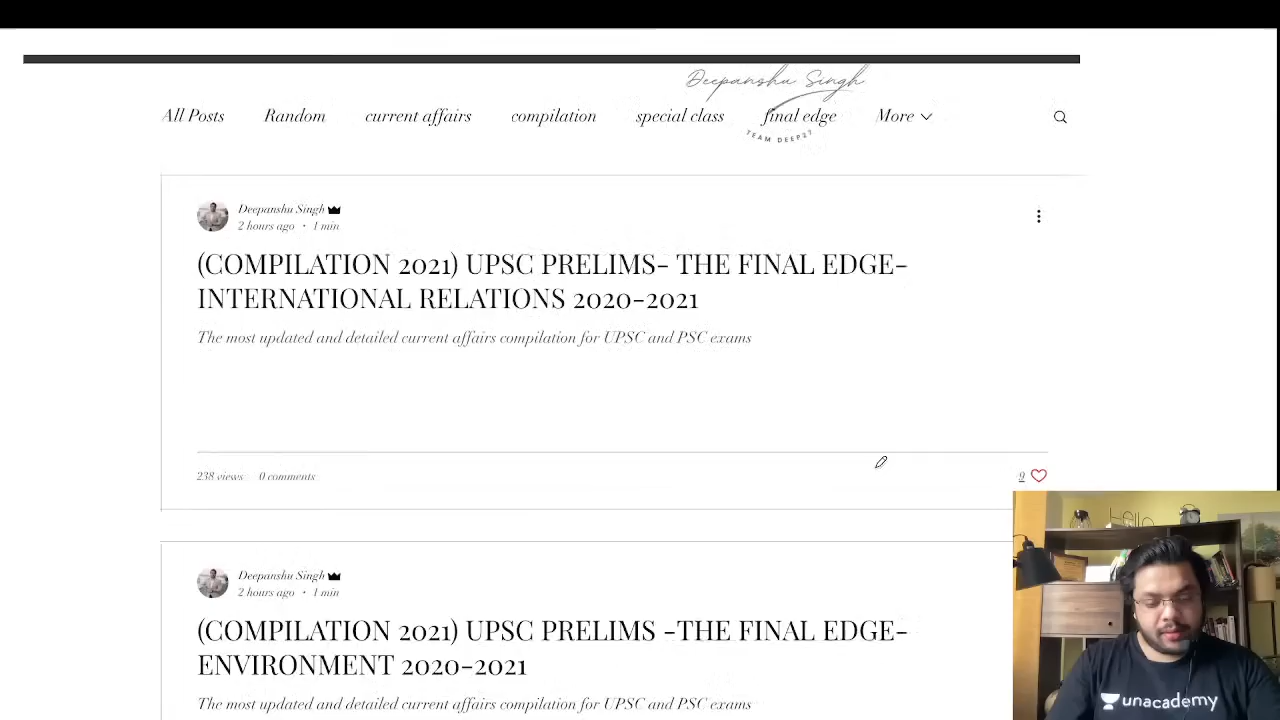 Deepanshu Singh
All Posts Random current affairs compilation special class final edge More
TEAM DEEP27
Deepanshu Singh
2 hours ago · 1 min
(COMPILATION 2021) UPSC PRELIMS- THE FINAL EDGE-
INTERNATIONAL RELATIONS 2020-2021
The most updated and detailed current affairs compilation for UPSC and PSC exams
238 views 0 comments
9
Deepanshu Singh
2 hours ago · 1 min
(COMPILATION 2021) UPSC PRELIMS -THE FINAL EDGE-
ENVIRONMENT 2020-2021
The most updated and detailed current affairs compilation for UPSC and PSC exams
Hello
unacademy